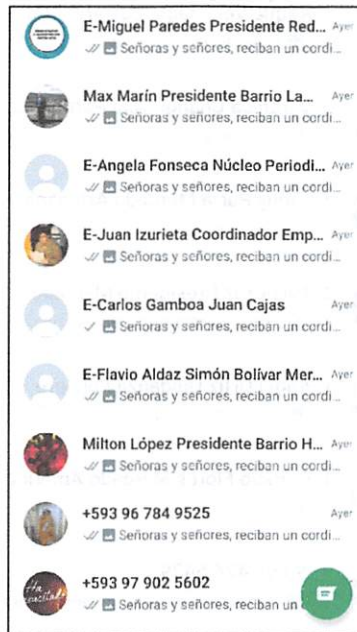 E-Miguel Paredes Presidente Red... Ayer
Señoras y señores, reciban un cordi...
Max Marín Presidente Barrio La... Ayer
Señoras y señores, reciban un cordi...
E-Angela Fonseca Núcleo Periodi... Ayer
Señoras y señores, reciban un cordi...
E-Juan Izurieta Coordinador Emp... Ayer
Señoras y señores, reciban un cordi...
E-Carlos Gamboa Juan Cajas Ayer
Señoras y señores, reciban un cordi...
E-Flavio Aldaz Simón Bolívar Mer... Ayer
Señoras y señores, reciban un cordi...
Milton López Presidente Barrio H... Ayer
Señoras y señores, reciban un cordi...
+593 96 784 9525 Ayer
Señoras y señores, reciban un cordi...
+593 97 902 5602 Ayer
Señoras y señores, reciban un